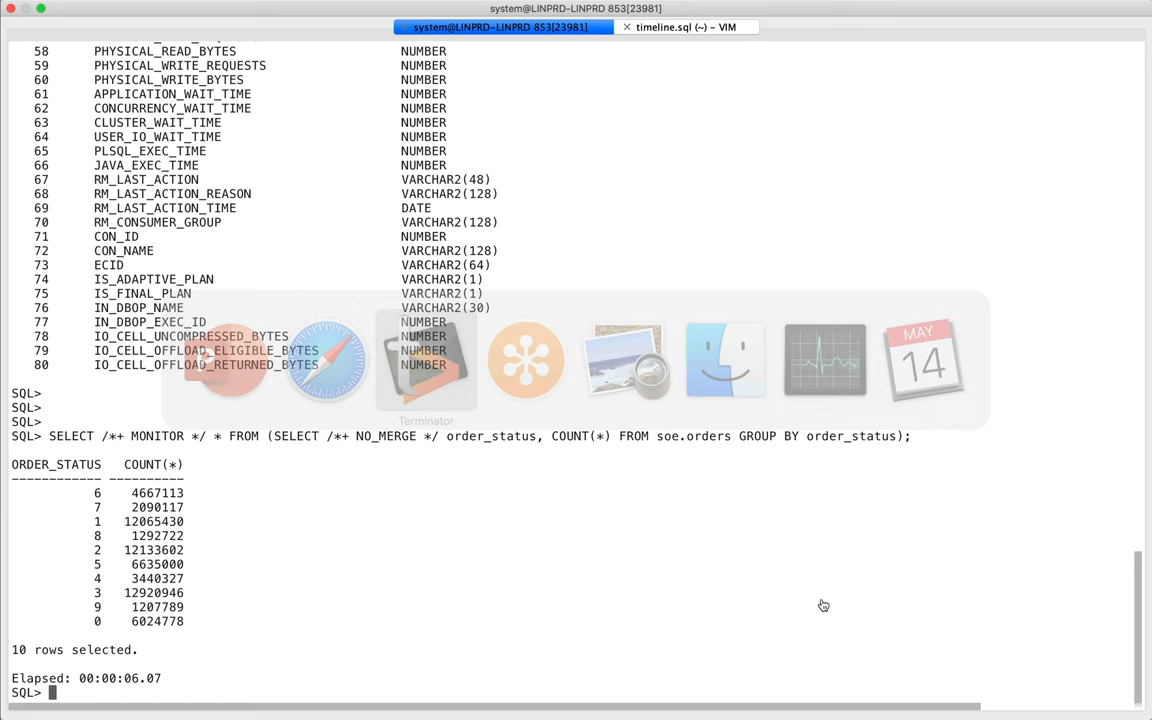 system@LINPRD-LINPRD 853[23981]
system@LINPRD-LINPRD 853[23981]
✕ timeline.sql (~) – VIM
58 PHYSICAL_READ_BYTES NUMBER
59 PHYSICAL_WRITE_REQUESTS NUMBER
60 PHYSICAL_WRITE_BYTES NUMBER
61 APPLICATION_WAIT_TIME NUMBER
62 CONCURRENCY_WAIT_TIME NUMBER
63 CLUSTER_WAIT_TIME NUMBER
64 USER_IO_WAIT_TIME NUMBER
65 PLSQL_EXEC_TIME NUMBER
66 JAVA_EXEC_TIME NUMBER
67 RM_LAST_ACTION VARCHAR2(48)
68 RM_LAST_ACTION_REASON VARCHAR2(128)
69 RM_LAST_ACTION_TIME DATE
70 RM_CONSUMER_GROUP VARCHAR2(128)
71 CON_ID NUMBER
72 CON_NAME VARCHAR2(128)
73 ECID VARCHAR2(64)
74 IS_ADAPTIVE_PLAN VARCHAR2(1)
75 IS_FINAL_PLAN VARCHAR2(1)
76 IN_DBOP_NAME VARCHAR2(30)
77 IN_DBOP_EXEC_ID NUMBER
78 IO_CELL_UNCOMPRESSED_BYTES NUMBER
79 IO_CELL_OFFLOAD_ELIGIBLE_BYTES NUMBER
80 IO_CELL_OFFLOAD_RETURNED_BYTES NUMBER
P
MAY
14
Terminator
SQL>
SQL>
SQL>
SQL> SELECT /*+ MONITOR */ * FROM (SELECT /*+ NO_MERGE */ order_status, COUNT(*) FROM soe.orders GROUP BY order_status);
ORDER_STATUS COUNT(*)
------------ ----------
6 4667113
7 2090117
1 12065430
8 1292722
2 12133602
5 6635000
4 3440327
3 12920946
9 1207789
0 6024778
10 rows selected.
Elapsed: 00:00:06.07
SQL>